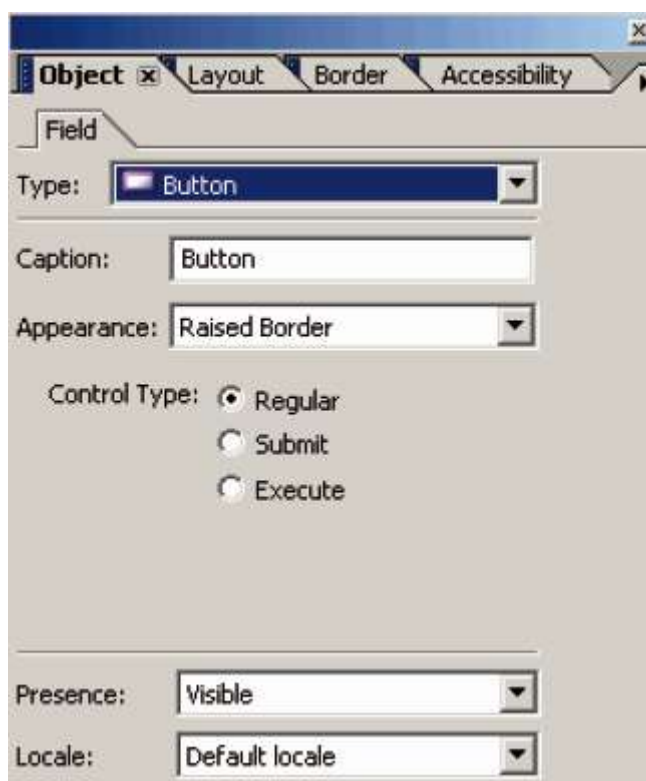 Object Layout Border Accessibility
Field
Type: Button
Caption: Button
Appearance: Raised Border
Control Type: Regular
Submit
Execute
Presence: Visible
Locale: Default locale